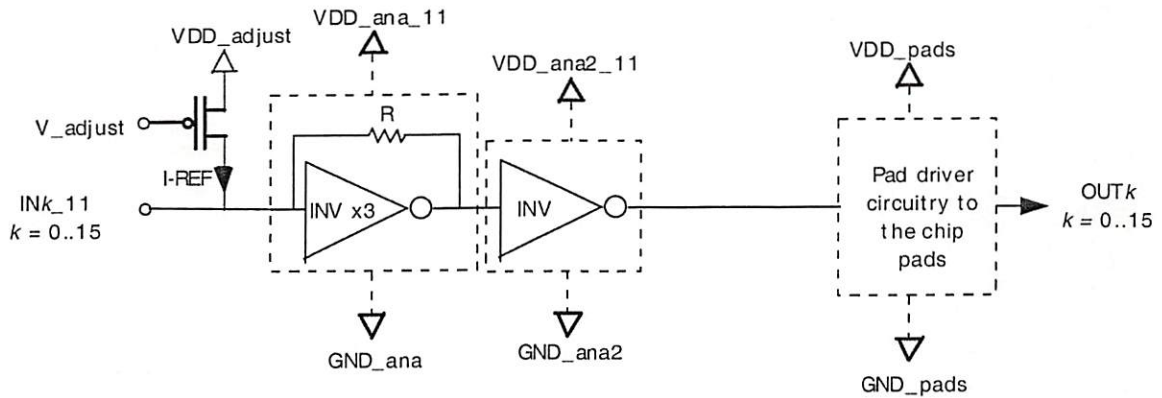 VDD_ana_11
VDD_adjust
VDD_ana2_11
VDD_pads
V_adjust
R
I-REF
INk_11
k = 0..15
INV x3
INV
Pad driver
circuitry to
the chip
pads
OUTk
k = 0..15
GND_ana
GND_ana2
GND_pads